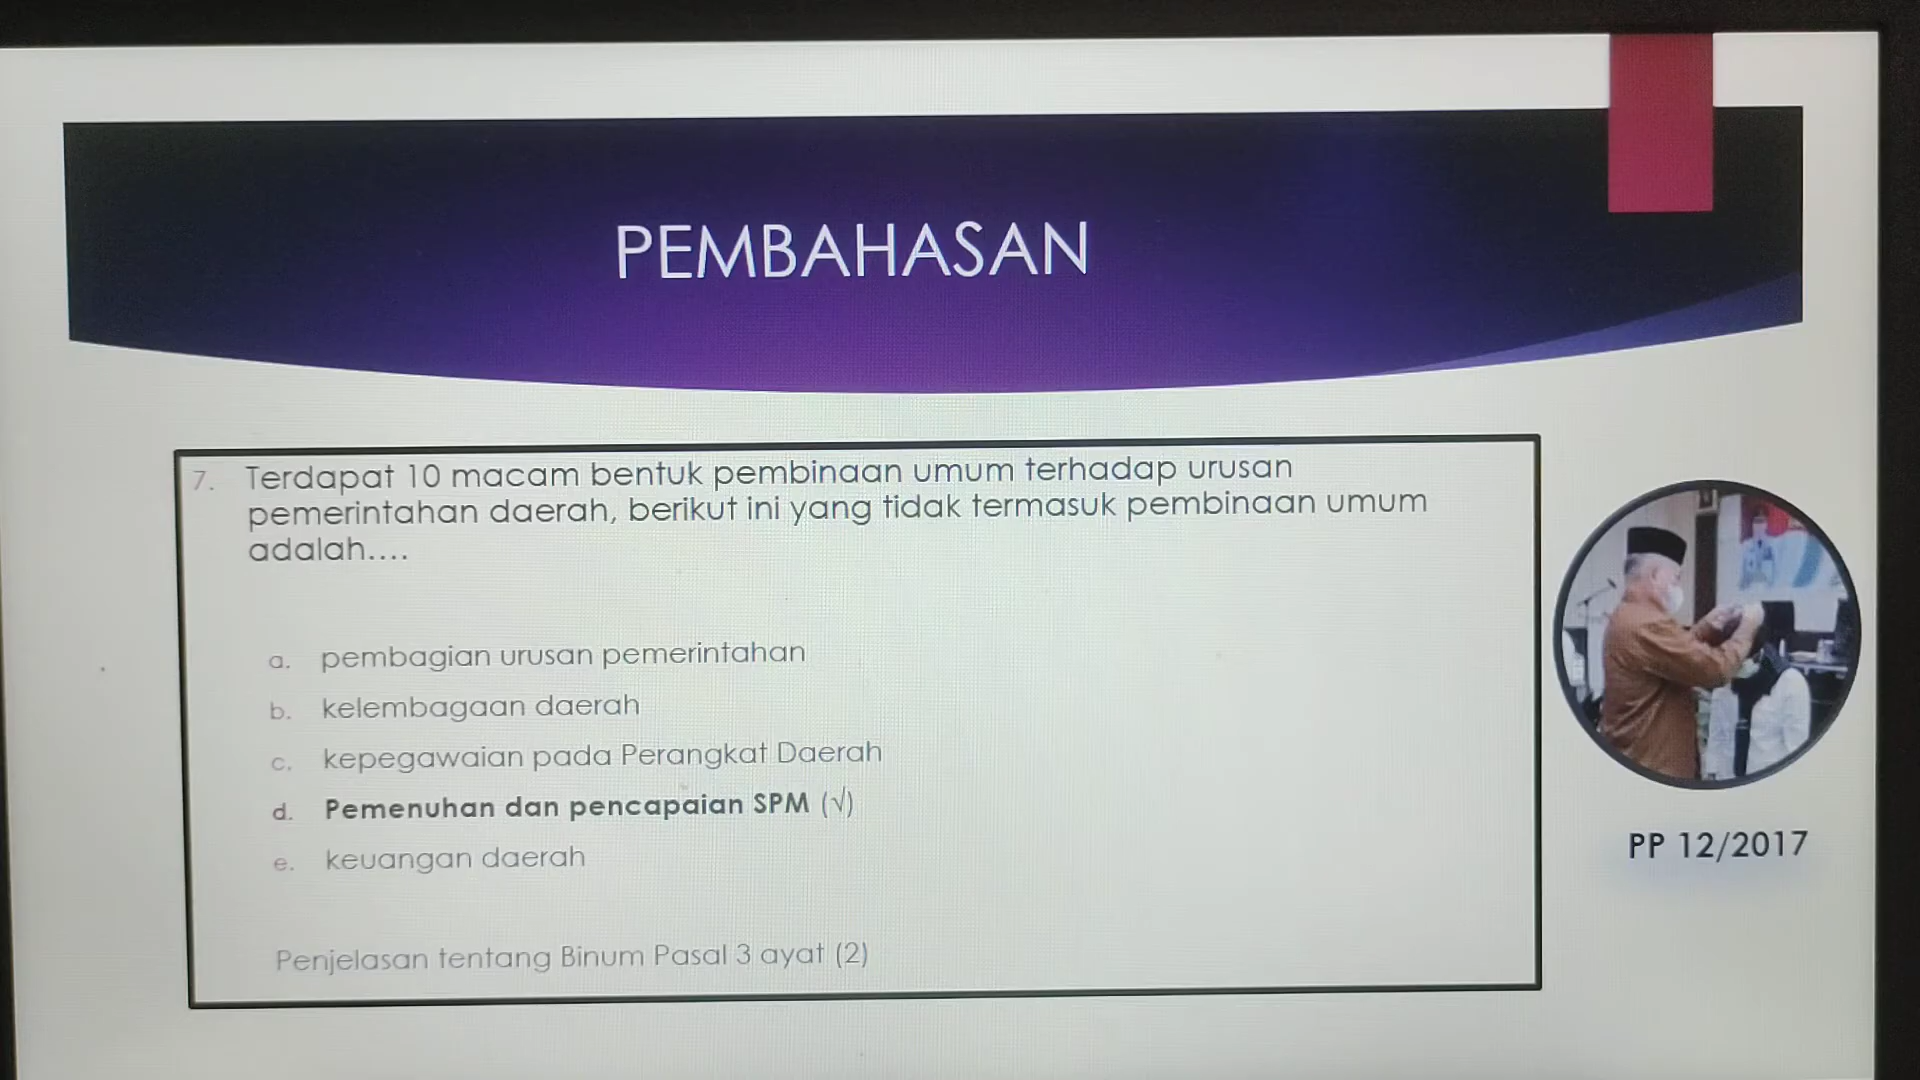 PEMBAHASAN
7. Terdapat 10 macam bentuk pembinaan umum terhadap urusan
pemerintahan daerah, berikut ini yang tidak termasuk pembinaan umum
adalah....
a. pembagian urusan pemerintahan
b. kelembagaan daerah
c. kepegawaian pada Perangkat Daerah
d. Pemenuhan dan pencapaian SPM (√)
e. keuangan daerah
Penjelasan tentang Binum Pasal 3 ayat (2)
PP 12/2017